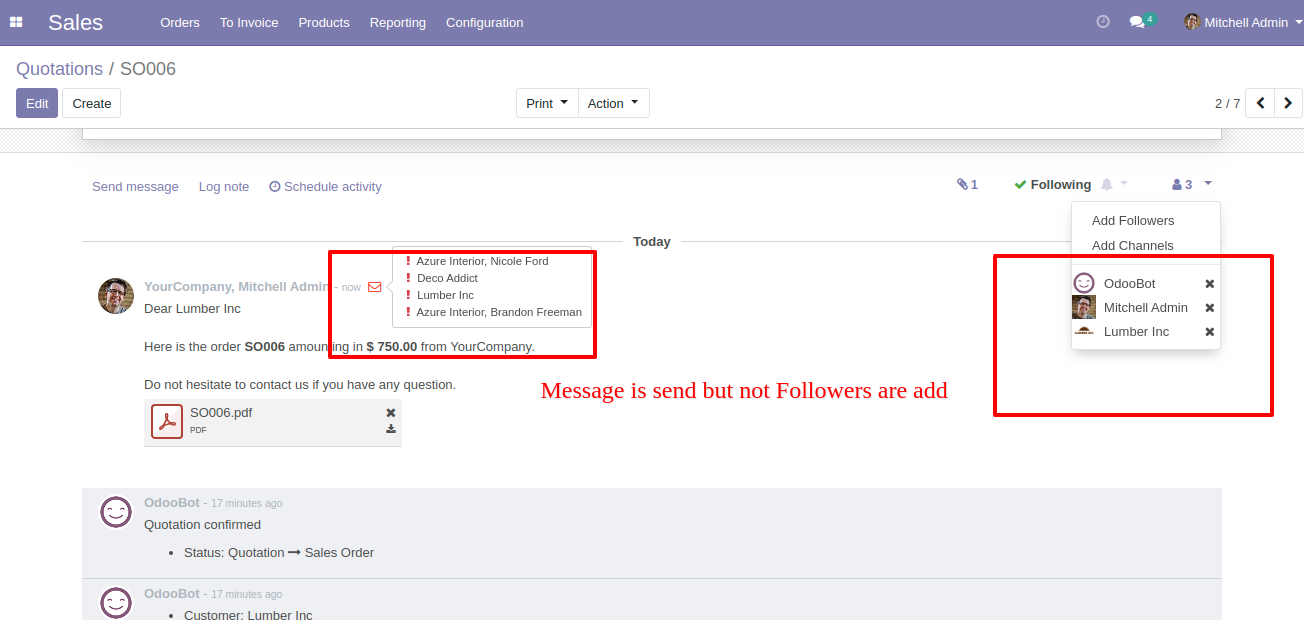 Sales Orders To Invoice Products Reporting Configuration 4 Mitchell Admin
Quotations / SO006
Edit Create Print Action 2 / 7
Send message Log note Schedule activity 1 Following 3
Add Followers
Add Channels
OdooBot
Mitchell Admin
Lumber Inc
Today
YourCompany, Mitchell Admin - now
! Azure Interior, Nicole Ford
! Deco Addict
! Lumber Inc
! Azure Interior, Brandon Freeman
Dear Lumber Inc
Here is the order SO006 amounting in $ 750.00 from YourCompany.
Do not hesitate to contact us if you have any question.
Message is send but not Followers are add
SO006.pdf
PDF
OdooBot - 17 minutes ago
Quotation confirmed
• Status: Quotation → Sales Order
OdooBot - 17 minutes ago
• Customer: Lumber Inc